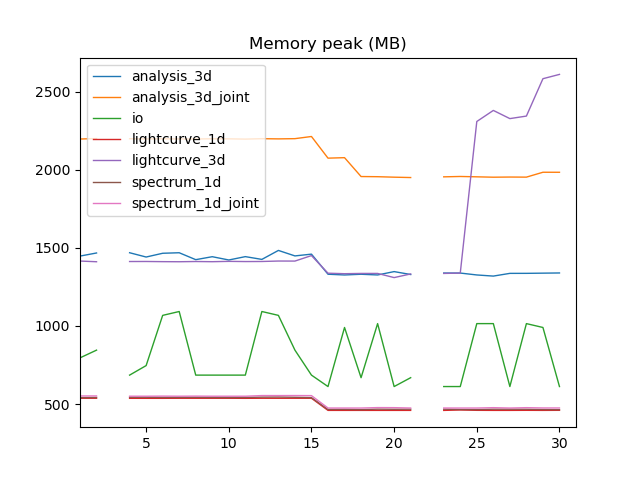 Memory peak (MB)
analysis_3d
analysis_3d_joint
io
lightcurve_1d
lightcurve_3d
spectrum_1d
spectrum_1d_joint
2500
2000
1500
1000
500
5 10 15 20 25 30